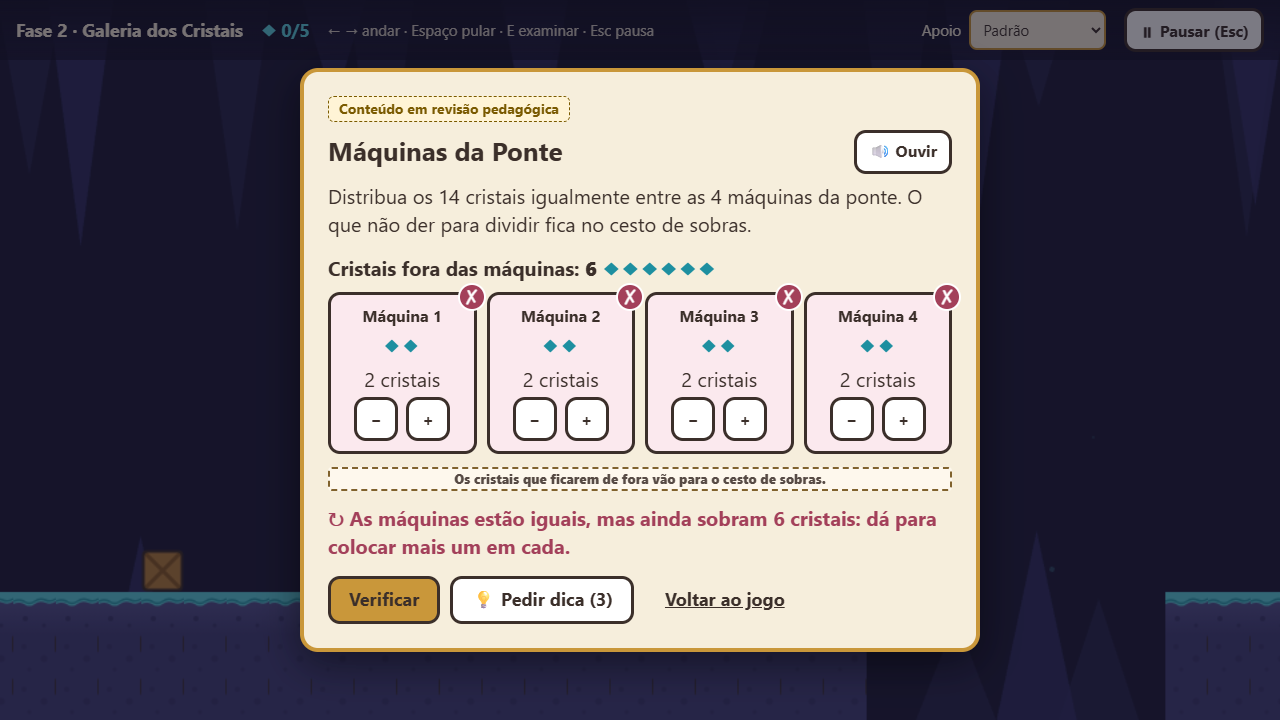 Fase 2 · Galeria dos Cristais ◆ 0/5 ← → andar · Espaço pular · E examinar · Esc pausa Apoio Padrão ⏸ Pausar (Esc)
Conteúdo em revisão pedagógica
Máquinas da Ponte
🔊 Ouvir
Distribua os 14 cristais igualmente entre as 4 máquinas da ponte. O
que não der para dividir fica no cesto de sobras.
Cristais fora das máquinas: 6 ◆◆◆◆◆◆
X X X X
Máquina 1 Máquina 2 Máquina 3 Máquina 4
◆◆ ◆◆ ◆◆ ◆◆
2 cristais 2 cristais 2 cristais 2 cristais
− + − + − + − +
Os cristais que ficarem de fora vão para o cesto de sobras.
↻ As máquinas estão iguais, mas ainda sobram 6 cristais: dá para
colocar mais um em cada.
Verificar 💡 Pedir dica (3) Voltar ao jogo